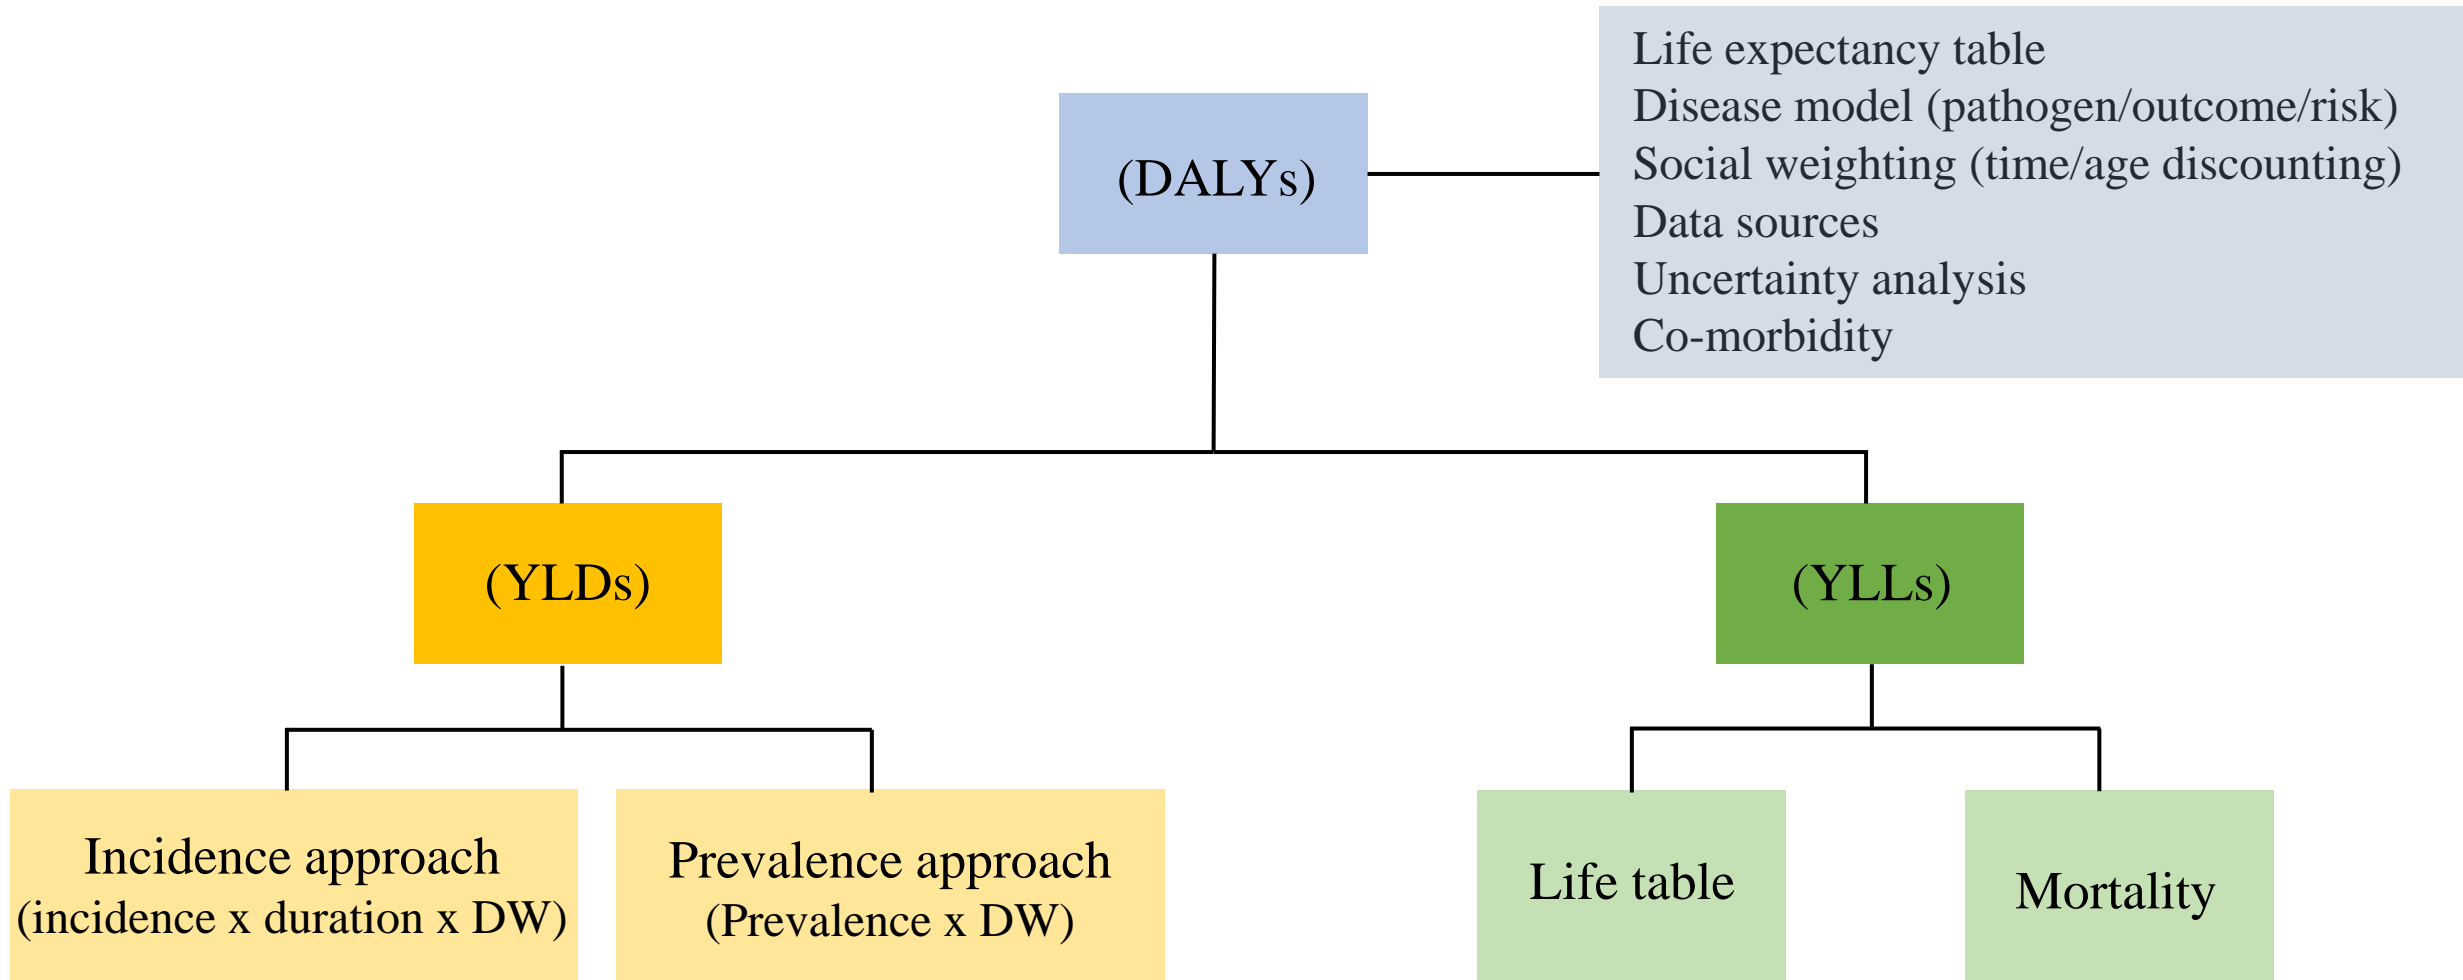 Life expectancy table
Disease model (pathogen/outcome/risk)
Social weighting (time/age discounting)
Data sources
Uncertainty analysis
Co-morbidity
(DALYs)
(YLDs)
(YLLs)
Incidence approach
(incidence x duration x DW)
Prevalence approach
(Prevalence x DW)
Life table
Mortality